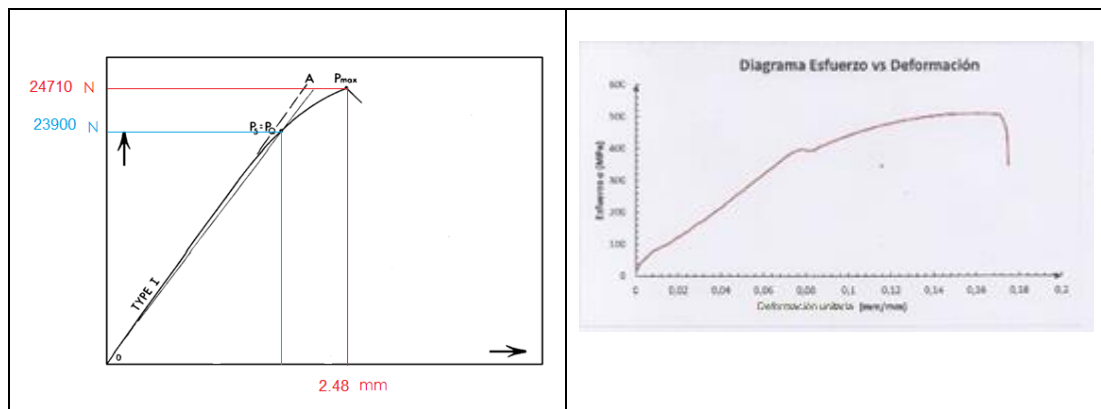 24710 N
23900 N
A
Pmax
P5 = PQ
TYPE I
0
2.48 mm
Diagrama Esfuerzo vs Deformación
Esfuerzo σ (MPa)
600
500
400
300
200
100
0
0
0,02
0,04
0,06
0,08
0,1
0,12
0,14
0,16
0,18
0,2
Deformación unitaria (mm/mm)